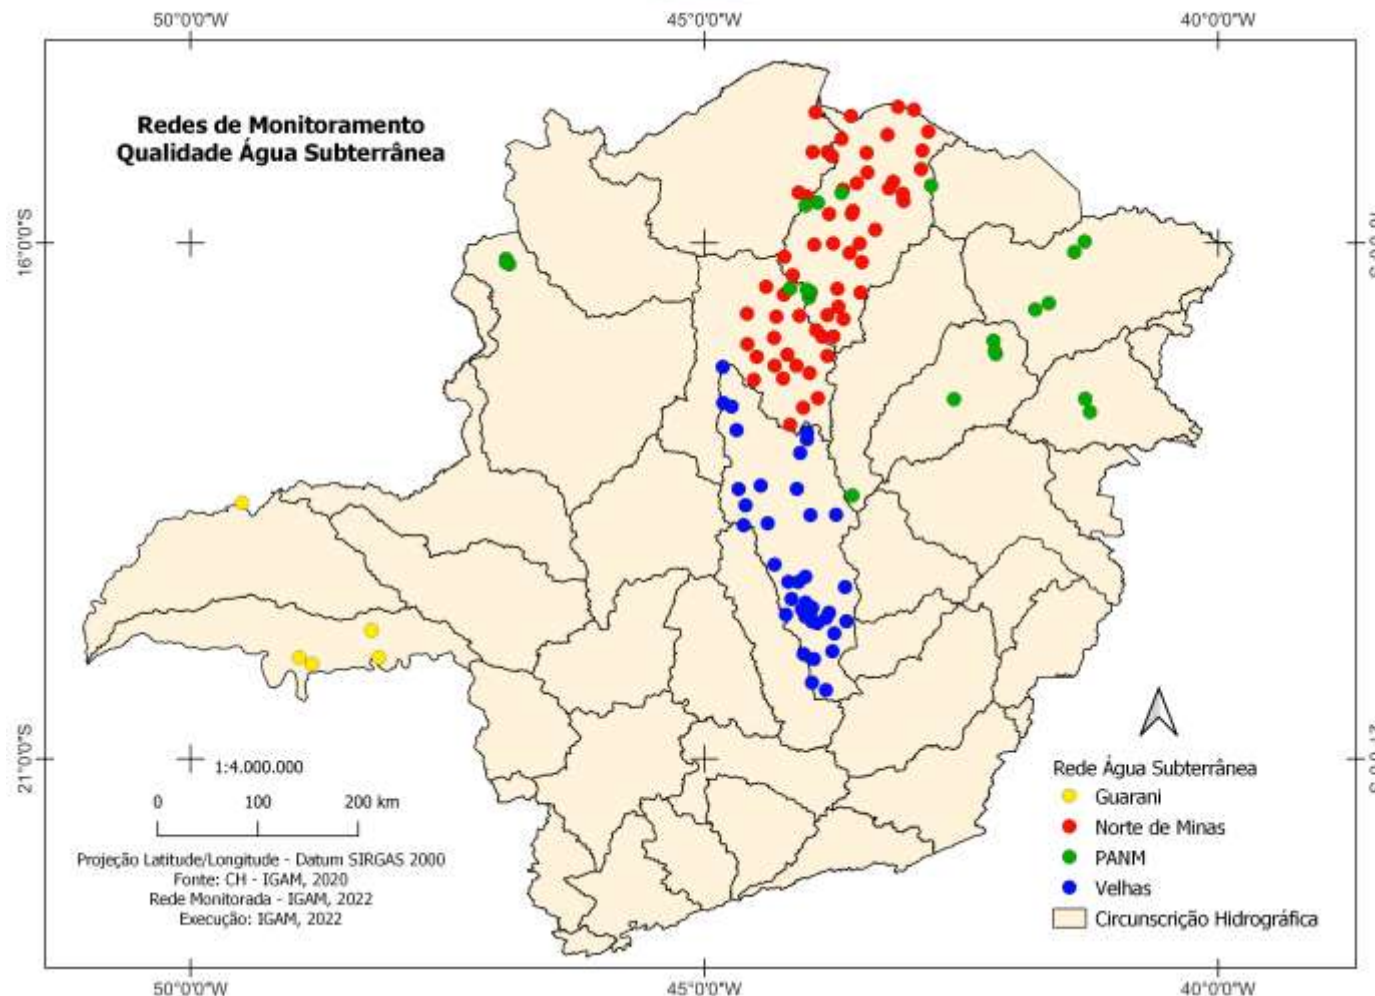 50°0'0"W 45°0'0"W 40°0'0"W
Redes de Monitoramento
Qualidade Água Subterrânea
16°0'0"S
21°0'0"S
1:4.000.000
0 100 200 km
Projeção Latitude/Longitude - Datum SIRGAS 2000
Fonte: CH - IGAM, 2020
Rede Monitorada - IGAM, 2022
Execução: IGAM, 2022
Rede Água Subterrânea
Guarani
Norte de Minas
PANM
Velhas
Circunscrição Hidrográfica
50°0'0"W 45°0'0"W 40°0'0"W